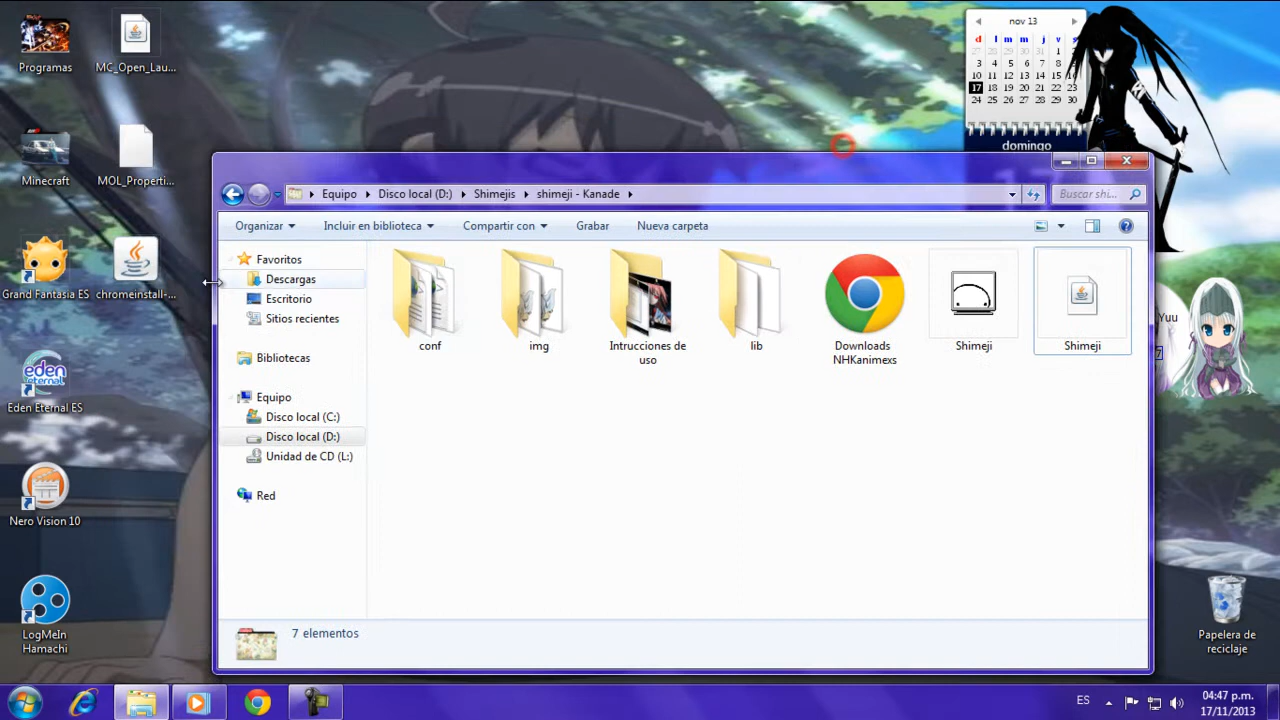 Programas
MC_Open_Lau...
Minecraft
MOL_Properti...
Grand Fantasia ES
chromeinstall-...
Eden Eternal ES
Nero Vision 10
LogMeIn
Hamachi
nov 13
d l m m j v s
27 28 29 30 31 1 2
3 4 5 6 7 8 9
10 11 12 13 14 15 16
17 18 19 20 21 22 23
24 25 26 27 28 29 30
domingo
Equipo Disco local (D:) Shimejis shimeji - Kanade
Buscar shi...
Organizar Incluir en biblioteca Compartir con Grabar Nueva carpeta
Favoritos
Descargas
Escritorio
Sitios recientes
Bibliotecas
Equipo
Disco local (C:)
Disco local (D:)
Unidad de CD (L:)
Red
conf
img
Intrucciones de
uso
lib
Downloads
NHKanimexs
Shimeji
Shimeji
7 elementos
Yuu
Papelera de
reciclaje
ES
04:47 p.m.
17/11/2013